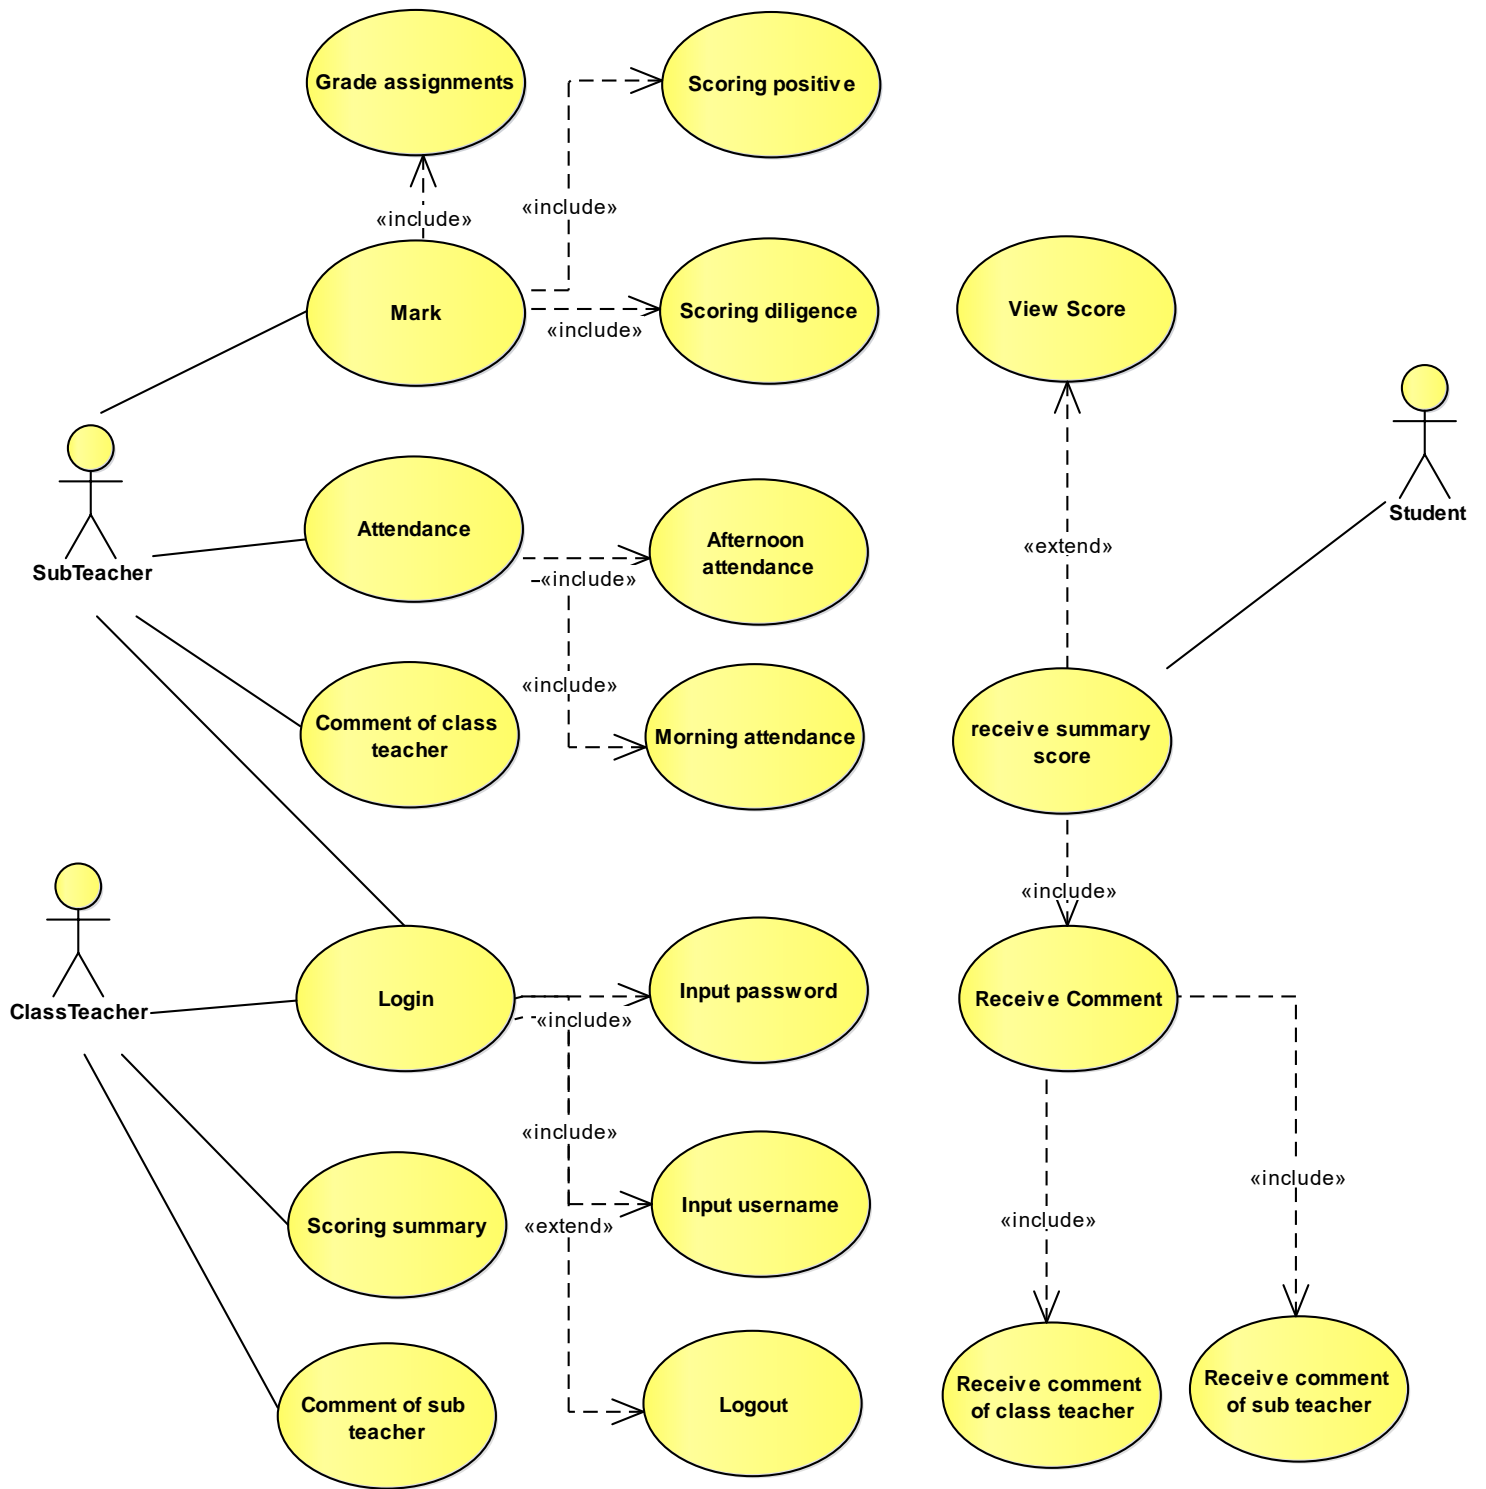 Grade assignments
Scoring positive
«include»
«include»
Mark
Scoring diligence
«include»
View Score
Student
SubTeacher
Attendance
Afternoon
attendance
«include»
«extend»
Comment of class
teacher
«include»
Morning attendance
receive summary
score
«include»
ClassTeacher
Login
Input password
«include»
Receive Comment
«include»
Input username
«extend»
Scoring summary
«include»
«include»
Comment of sub
teacher
Logout
Receive comment
of class teacher
Receive comment
of sub teacher